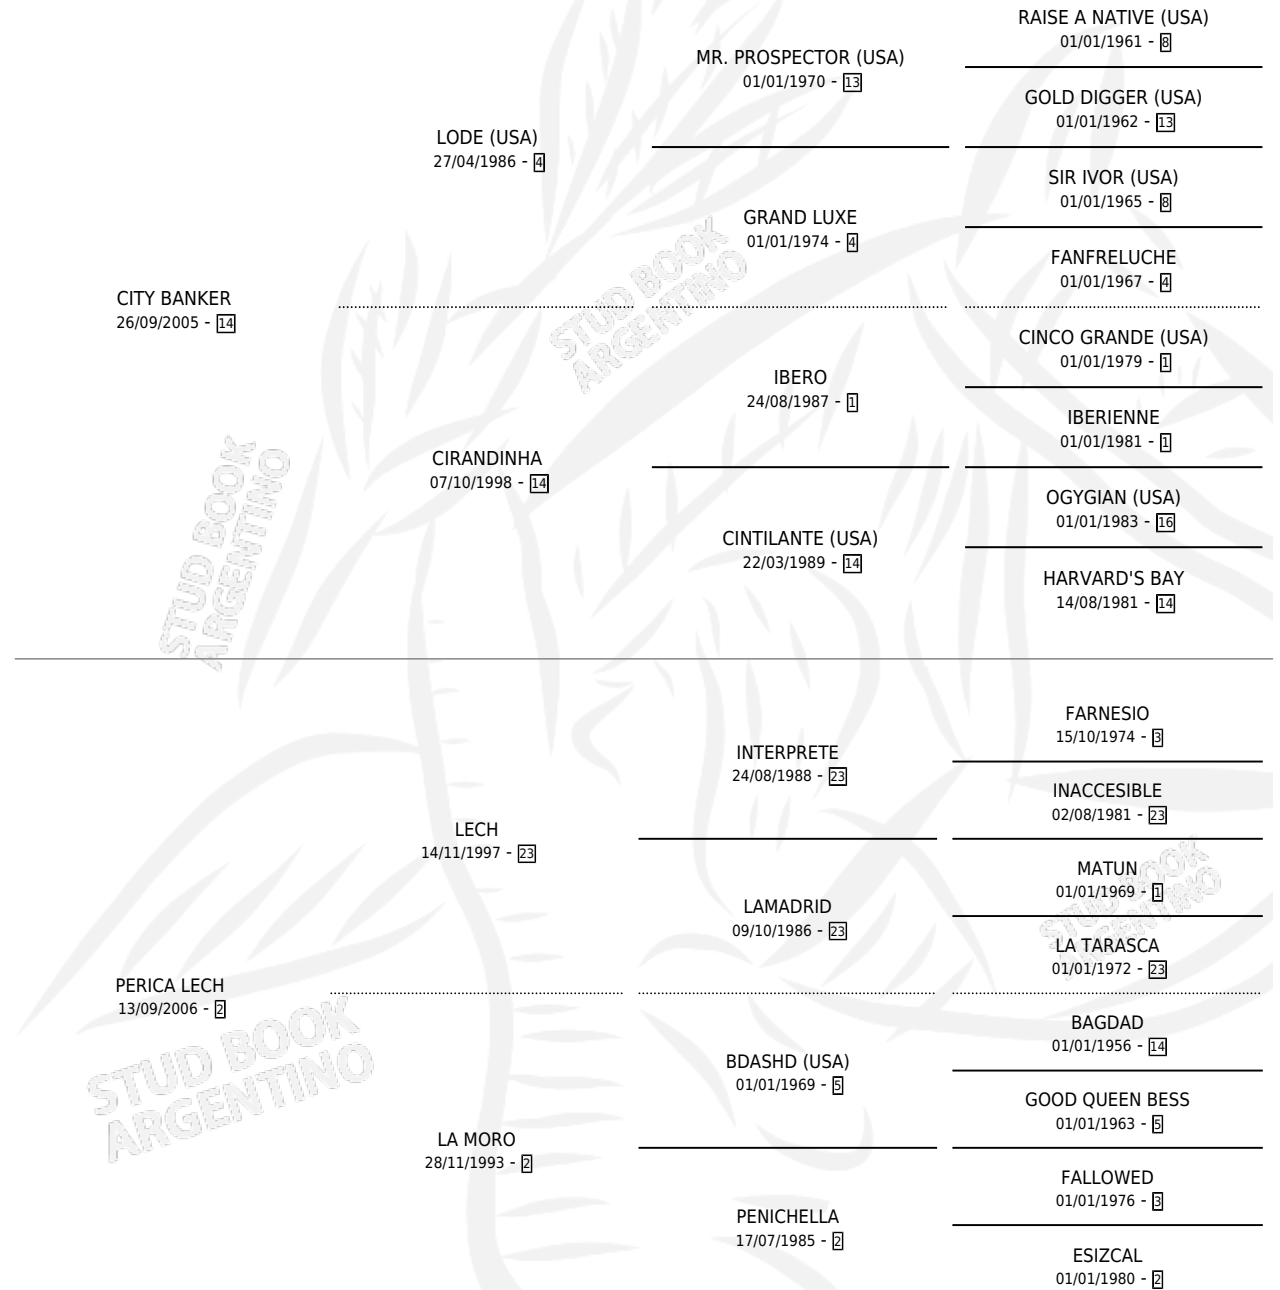 RAISE A NATIVE (USA)
01/01/1961 - 8
MR. PROSPECTOR (USA)
01/01/1970 - 13
GOLD DIGGER (USA)
01/01/1962 - 13
LODE (USA)
27/04/1986 - 4
SIR IVOR (USA)
01/01/1965 - 8
GRAND LUXE
01/01/1974 - 4
FANFRELUCHE
01/01/1967 - 4
CITY BANKER
26/09/2005 - 14
STUD BOOK
ARGENTINO
CINCO GRANDE (USA)
01/01/1979 - 1
IBERO
24/08/1987 - 1
IBERIENNE
01/01/1981 - 1
CIRANDINHA
07/10/1998 - 14
OGYGIAN (USA)
01/01/1983 - 16
CINTILANTE (USA)
22/03/1989 - 14
HARVARD'S BAY
14/08/1981 - 14
STUD BOOK
ARGENTINO
FARNESIO
15/10/1974 - 3
INTERPRETE
24/08/1988 - 23
INACCESIBLE
02/08/1981 - 23
LECH
14/11/1997 - 23
MATUN
01/01/1969 - 1
LAMADRID
09/10/1986 - 23
LA TARASCA
01/01/1972 - 23
STUD BOOK
ARGENTINO
PERICA LECH
13/09/2006 - 2
BAGDAD
01/01/1956 - 14
BDASHD (USA)
01/01/1969 - 5
GOOD QUEEN BESS
01/01/1963 - 5
STUD BOOK
ARGENTINO
LA MORO
28/11/1993 - 2
FALLOWED
01/01/1976 - 3
PENICHELLA
17/07/1985 - 2
ESIZCAL
01/01/1980 - 2